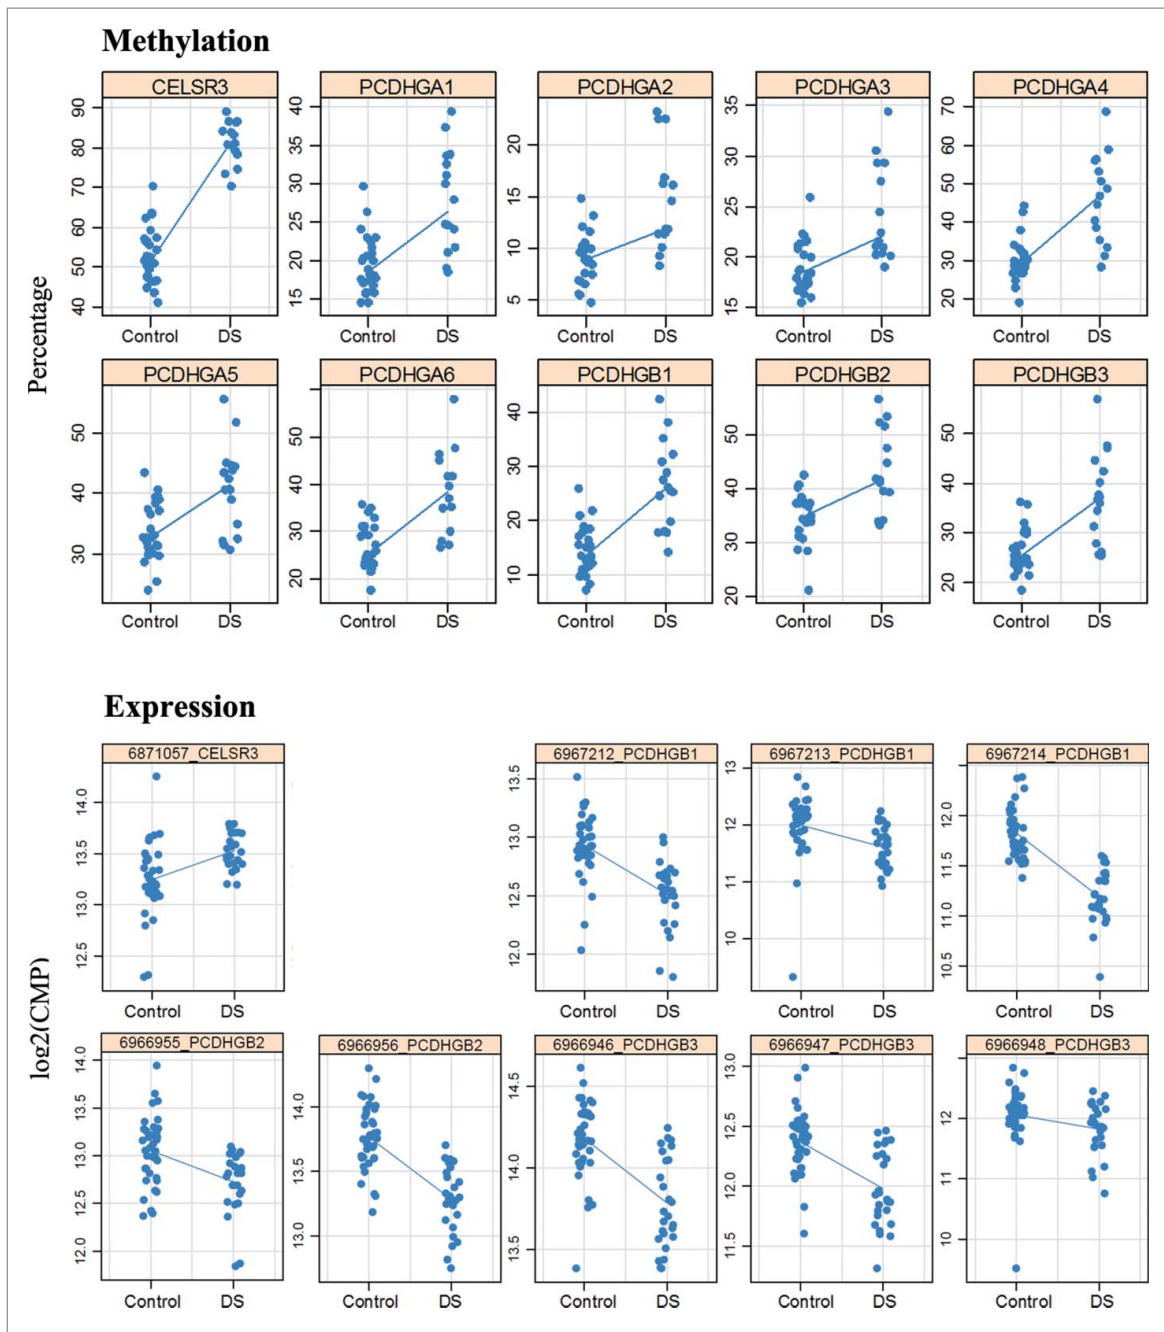 Methylation
CELSR3 PCDHGA1 PCDHGA2 PCDHGA3 PCDHGA4
90 80 70 60 50 40
40 35 30 25 20 15
20 15 10 5
35 30 25 20 15
70 60 50 40 30 20
Control DS Control DS Control DS Control DS Control DS
Percentage
PCDHGA5 PCDHGA6 PCDHGB1 PCDHGB2 PCDHGB3
50 40 30
50 40 30 20
40 30 20 10
50 40 30 20
50 40 30 20
Control DS Control DS Control DS Control DS Control DS
Expression
6871057_CELSR3 6967212_PCDHGB1 6967213_PCDHGB1 6967214_PCDHGB1
14.0 13.5 13.0 12.5
13.5 13.0 12.5 12.0
13 12 11 10
12.0 11.5 11.0 10.5
Control DS Control DS Control DS Control DS
log2(CMP)
6966955_PCDHGB2 6966956_PCDHGB2 6966946_PCDHGB3 6966947_PCDHGB3 6966948_PCDHGB3
14.0 13.5 13.0 12.5 12.0
14.0 13.5 13.0
14.5 14.0 13.5
13.0 12.5 12.0 11.5
12 11 10
Control DS Control DS Control DS Control DS Control DS